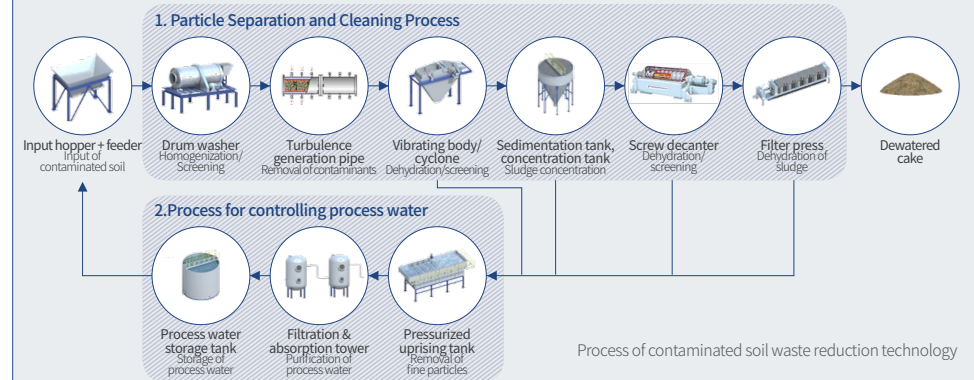 1. Particle Separation and Cleaning Process
Input hopper + feeder
Input of
contaminated soil
Drum washer
Homogenization/
Screening
Turbulence
generation pipe
Removal of contaminants
Vibrating body/
cyclone
Dehydration/screening
Sedimentation tank,
concentration tank
Sludge concentration
Screw decanter
Dehydration/
screening
Filter press
Dehydration of
sludge
Dewatered
cake
2.Process for controlling process water
Process water
storage tank
Storage of
process water
Filtration &
absorption tower
Purification of
process water
Pressurized
uprising tank
Removal of
fine particles
Process of contaminated soil waste reduction technology